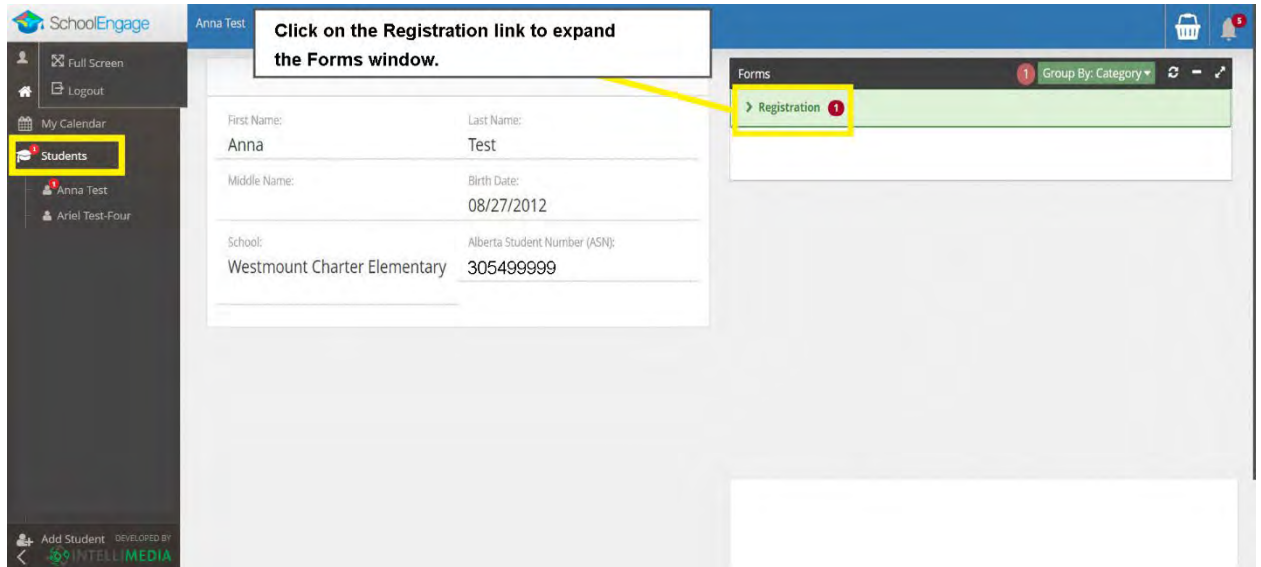 SchoolEngage
Anna Test
Click on the Registration link to expand
the Forms window.
5
Full Screen
Logout
My Calendar
1
Students
1
Anna Test
Ariel Test-Four
First Name:
Last Name:
Anna
Test
Middle Name:
Birth Date:
08/27/2012
School:
Alberta Student Number (ASN):
Westmount Charter Elementary
305499999
Forms
1
Group By: Category
Registration 1
Add Student
DEVELOPED BY
INTELLIMEDIA